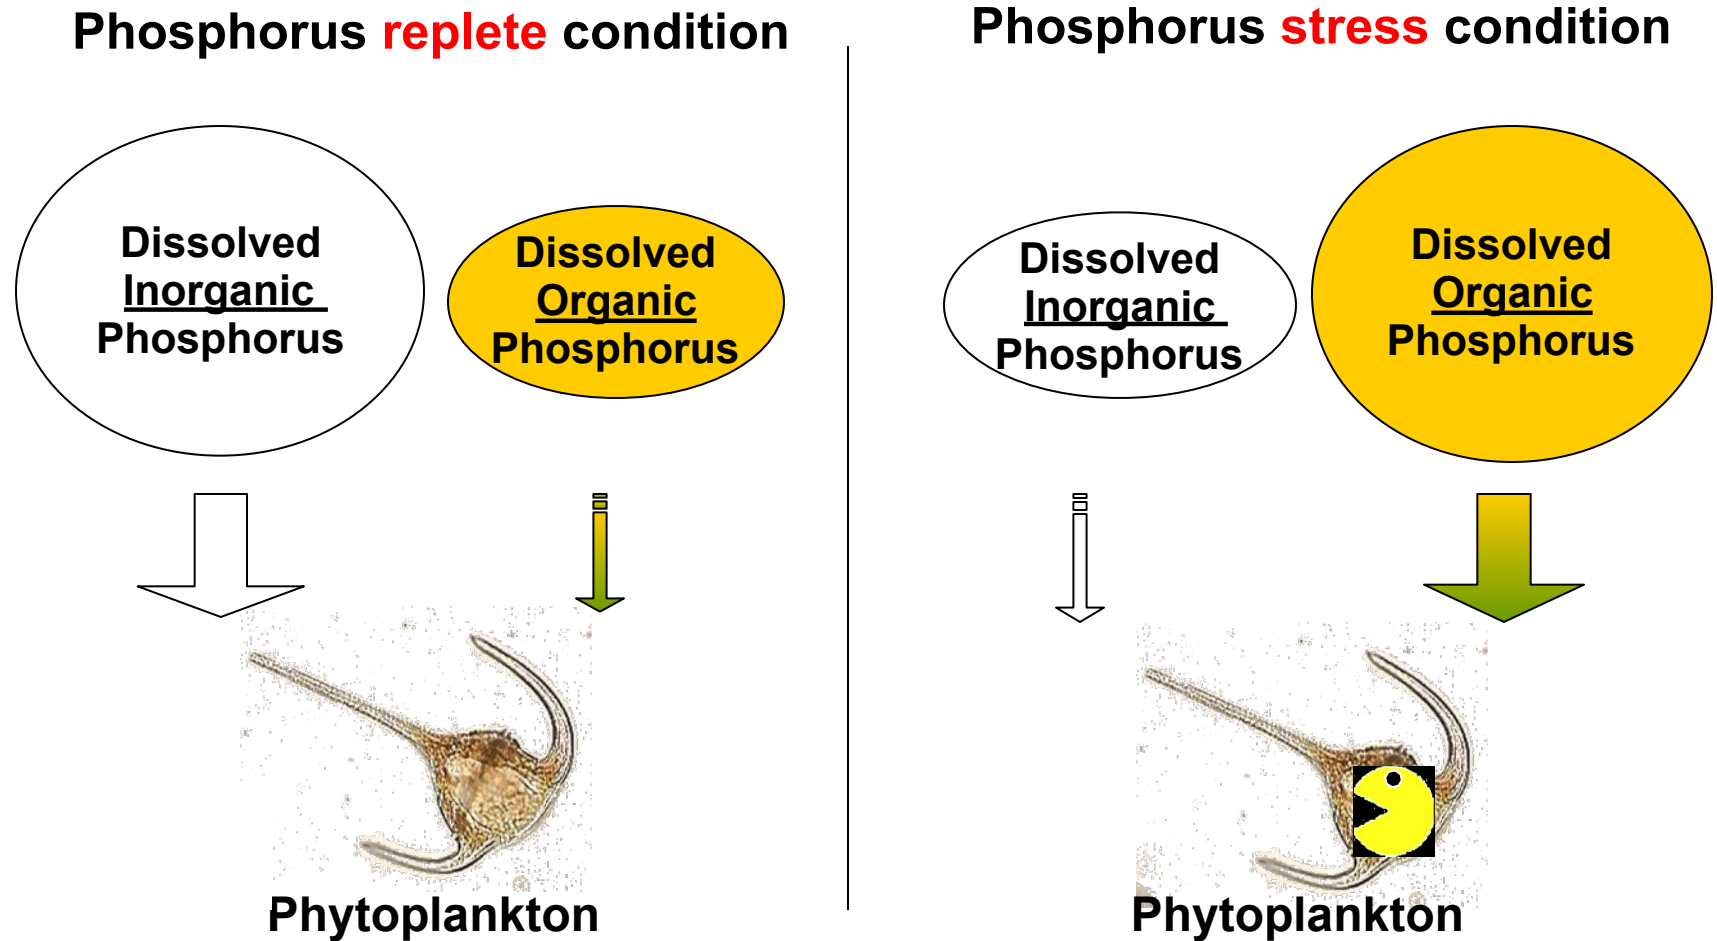 Phosphorus replete condition
Dissolved
Inorganic
Phosphorus
Dissolved
Organic
Phosphorus
Phytoplankton
Phosphorus stress condition
Dissolved
Inorganic
Phosphorus
Dissolved
Organic
Phosphorus
Phytoplankton